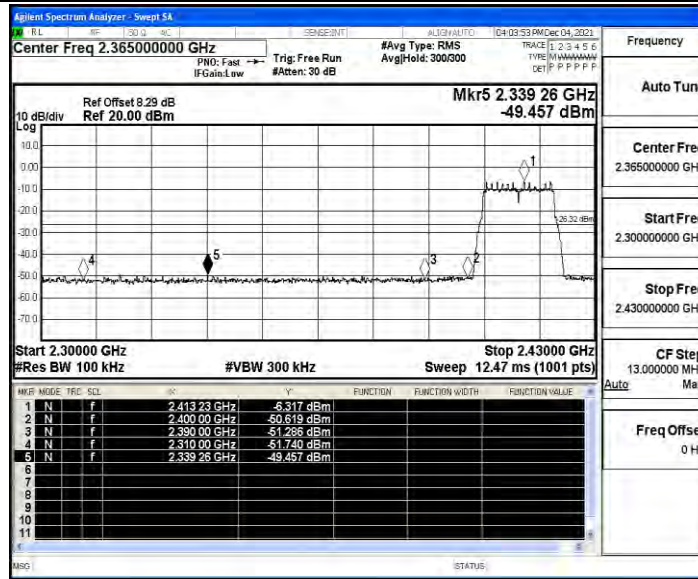 Agilent Spectrum Analyzer - Swept SA
RL RF 50 Ω AC SENSE:INT ALIGNAUTO 04:03:53 PM Dec 04, 2021
Center Freq 2.365000000 GHz
PNO: Fast
IFGain:Low
Trig: Free Run
#Atten: 30 dB
#Avg Type: RMS
Avg|Hold: 300/300
TRACE 1 2 3 4 5 6
TYPE M
DET P P P P P P
Frequency
Auto Tun
Ref Offset 8.29 dB
10 dB/div Ref 20.00 dBm
Log
Mkr5 2.339 26 GHz
-49.457 dBm
10.0
0.00
-10.0
-20.0
-30.0
-40.0
-50.0
-60.0
-70.0
1
2
3
4
5
-26.32 dBm
Center Fre
2.365000000 GH
Start Fre
2.300000000 GH
Stop Fre
2.430000000 GH
Start 2.30000 GHz Stop 2.43000 GHz
#Res BW 100 kHz #VBW 300 kHz Sweep 12.47 ms (1001 pts)
CF Ste
13.000000 MH
Auto Ma
MKR MODE TRC SCL X Y FUNCTION FUNCTION WIDTH FUNCTION VALUE
1 N f 2.413 23 GHz -6.317 dBm
2 N f 2.400 00 GHz -50.619 dBm
3 N f 2.390 00 GHz -51.286 dBm
4 N f 2.310 00 GHz -51.740 dBm
5 N f 2.339 26 GHz -49.457 dBm
6
7
8
9
10
11
Freq Offse
0 H
MSG STATUS